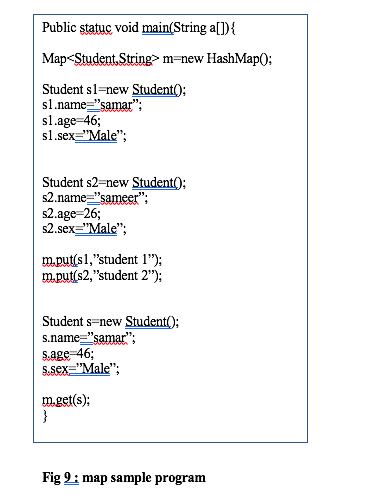 Public statuc void main(String a[]){
Map<Student,String> m=new HashMap();
Student s1=new Student();
s1.name=”samar”;
s1.age=46;
s1.sex=”Male”;
Student s2=new Student();
s2.name=”sameer”;
s2.age=26;
s2.sex=”Male”;
m.put(s1,”student 1”);
m.put(s2,”student 2”);
Student s=new Student();
s.name=”samar”;
s.age=46;
s.sex=”Male”;
m.get(s);
}
Fig 9 : map sample program